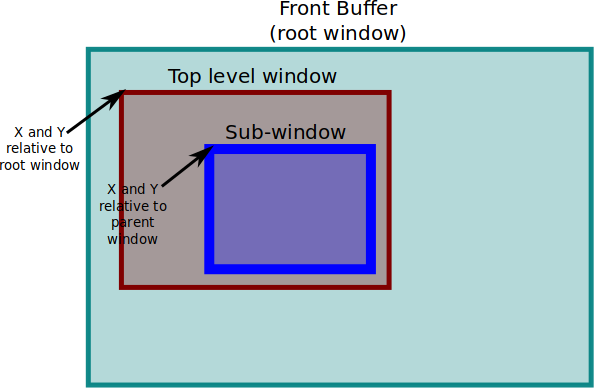 Front Buffer
(root window)
Top level window
X and Y
relative to
root window
Sub-window
X and Y
relative to
parent
window